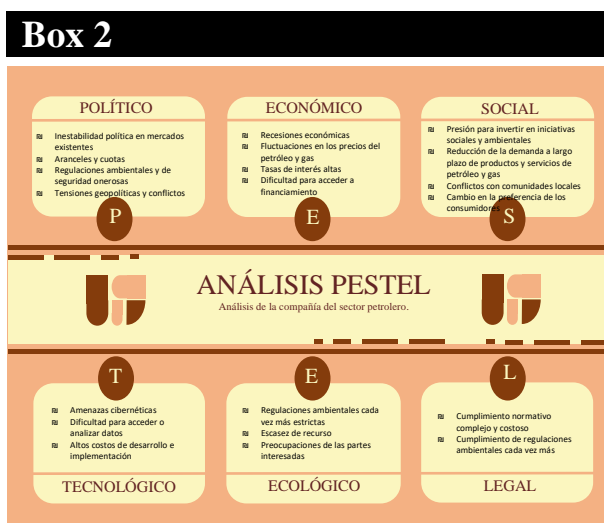 Box 2
POLÍTICO
Inestabilidad política en mercados
existentes
Aranceles y cuotas
Regulaciones ambientales y de
seguridad onerosas
Tensiones geopolíticas y conflictos
P
ECONÓMICO
Recesiones económicas
Fluctuaciones en los precios del
petróleo y gas
Tasas de interés altas
Dificultad para acceder a
financiamiento
E
SOCIAL
Presión para invertir en iniciativas
sociales y ambientales
Reducción de la demanda a largo
plazo de productos y servicios de
petróleo y gas
Conflictos con comunidades locales
Cambio en la preferencia de los
consumidores
S
ANÁLISIS PESTEL
Análisis de la compañía del sector petrolero.
T
Amenazas cibernéticas
Dificultad para acceder o
analizar datos
Altos costos de desarrollo e
implementación
TECNOLÓGICO
E
Regulaciones ambientales cada
vez más estrictas
Escasez de recurso
Preocupaciones de las partes
interesadas
ECOLÓGICO
L
Cumplimiento normativo
complejo y costoso
Cumplimiento de regulaciones
ambientales cada vez más
LEGAL